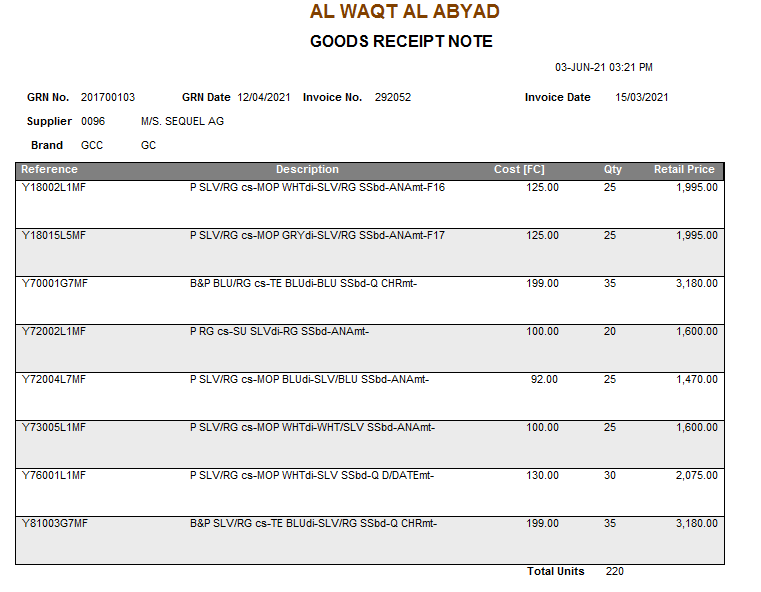 AL WAQT AL ABYAD
GOODS RECEIPT NOTE
03-JUN-21 03:21 PM
GRN No. 201700103 GRN Date 12/04/2021 Invoice No. 292052 Invoice Date 15/03/2021
Supplier 0096 M/S. SEQUEL AG
Brand GCC GC
Reference Description Cost [FC] Qty Retail Price
Y18002L1MF P SLV/RG cs-MOP WHTdi-SLV/RG SSbd-ANAmt-F16 125.00 25 1,995.00
Y18015L5MF P SLV/RG cs-MOP GRYdi-SLV/RG SSbd-ANAmt-F17 125.00 25 1,995.00
Y70001G7MF B&P BLU/RG cs-TE BLUdi-BLU SSbd-Q CHRmt- 199.00 35 3,180.00
Y72002L1MF P RG cs-SU SLVdi-RG SSbd-ANAmt- 100.00 20 1,600.00
Y72004L7MF P SLV/RG cs-MOP BLUdi-SLV/BLU SSbd-ANAmt- 92.00 25 1,470.00
Y73005L1MF P SLV/RG cs-MOP WHTdi-WHT/SLV SSbd-ANAmt- 100.00 25 1,600.00
Y76001L1MF P SLV/RG cs-MOP WHTdi-SLV SSbd-Q D/DATEmt- 130.00 30 2,075.00
Y81003G7MF B&P SLV/RG cs-TE BLUdi-SLV/RG SSbd-Q CHRmt- 199.00 35 3,180.00
Total Units 220